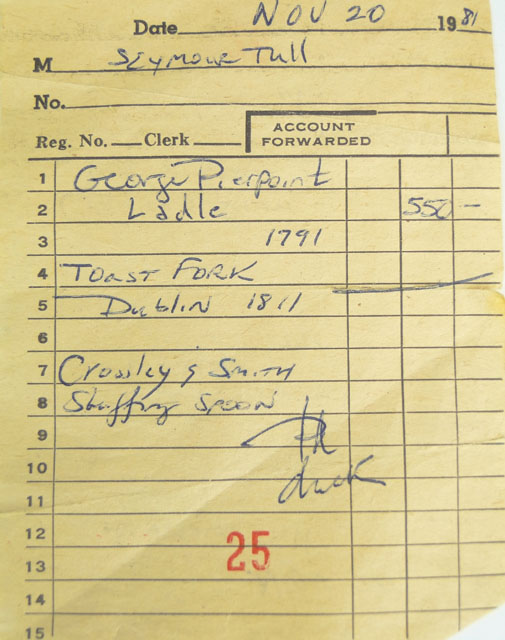 Date NOV 20 1981
M Seymour Tull
No.
Reg. No. Clerk ACCOUNT FORWARDED
1 George Pierpoint
2 Ladle 550 —
3 1791
4 TOAST FORK
5 Dublin 1811
6
7 Crossley & Smith
8 Stuffing SPOON
9
10
11
12
25
13
14
15